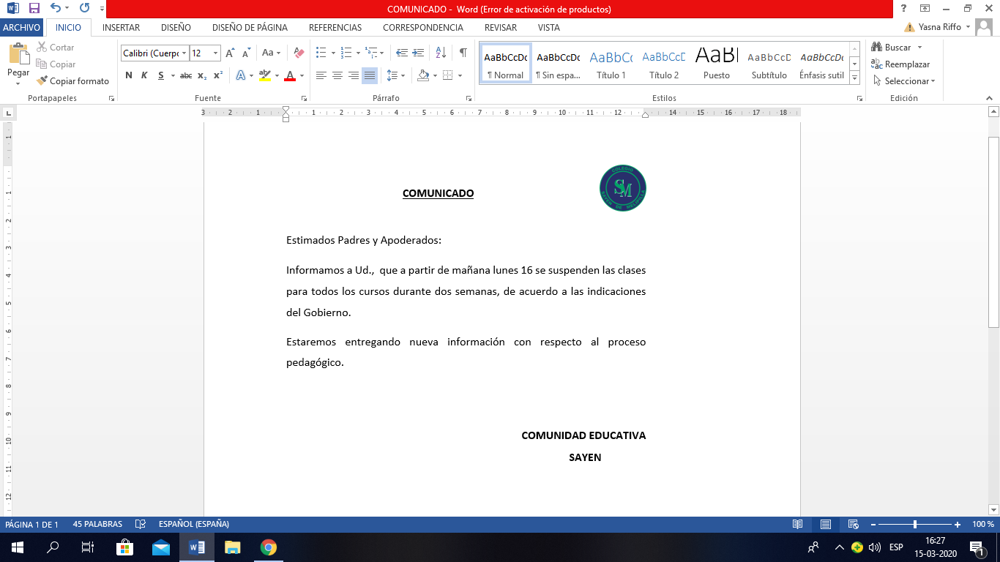 COMUNICADO - Word (Error de activación de productos)
ARCHIVO INICIO INSERTAR DISEÑO DISEÑO DE PÁGINA REFERENCIAS CORRESPONDENCIA REVISAR VISTA Yasna Riffo
Pegar
Cortar
Copiar
Copiar formato
Portapapeles
Calibri (Cuerpo 12
Aa
N K S abc x₂ x²
Fuente
Párrafo
AaBbCcDc AaBbCcDc AaBbCc AaBbCcD AaBl AaBbCcD AaBbCcDc
¶ Normal ¶ Sin espa... Título 1 Título 2 Puesto Subtítulo Énfasis sutil
Estilos
Buscar
Reemplazar
Seleccionar
Edición
3 2 1 1 2 3 4 5 6 7 8 9 10 11 12 14 15 16 17 18
1 1 2 3 4 5 6 7 8 9 10 11 12
COLEGIO
SM
SAYEN DE MELIPILLA
COMUNICADO
Estimados Padres y Apoderados:
Informamos a Ud., que a partir de mañana lunes 16 se suspenden las clases
para todos los cursos durante dos semanas, de acuerdo a las indicaciones
del Gobierno.
Estaremos entregando nueva información con respecto al proceso
pedagógico.
COMUNIDAD EDUCATIVA
SAYEN
PÁGINA 1 DE 1 45 PALABRAS ESPAÑOL (ESPAÑA) 100 %
ESP
16:27
15-03-2020
1